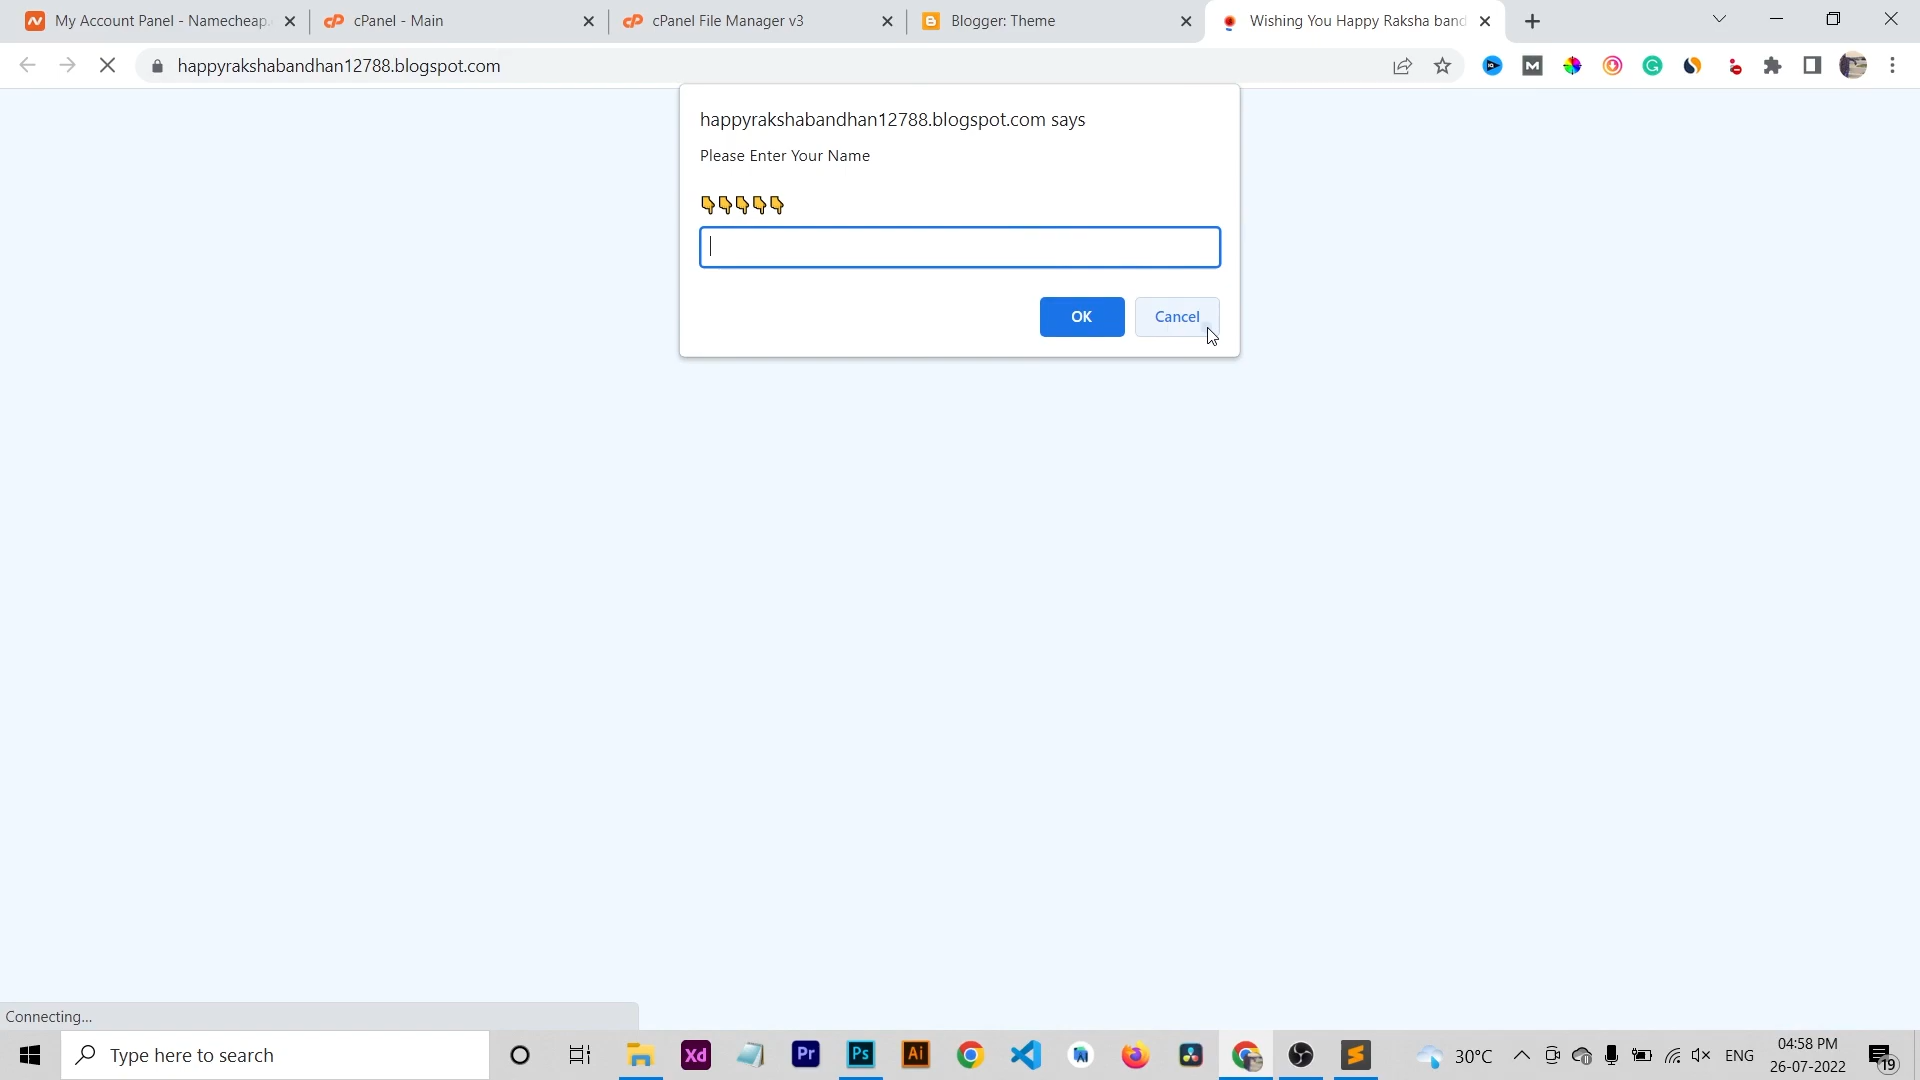 My Account Panel - Namecheap.
cPanel - Main
cPanel File Manager v3
Blogger: Theme
Wishing You Happy Raksha band
happyrakshabandhan12788.blogspot.com
happyrakshabandhan12788.blogspot.com says
Please Enter Your Name
👇👇👇👇👇
OK
Cancel
Connecting...
Type here to search
Xd
Pr
Ps
Ai
30°C
ENG
04:58 PM
26-07-2022
19